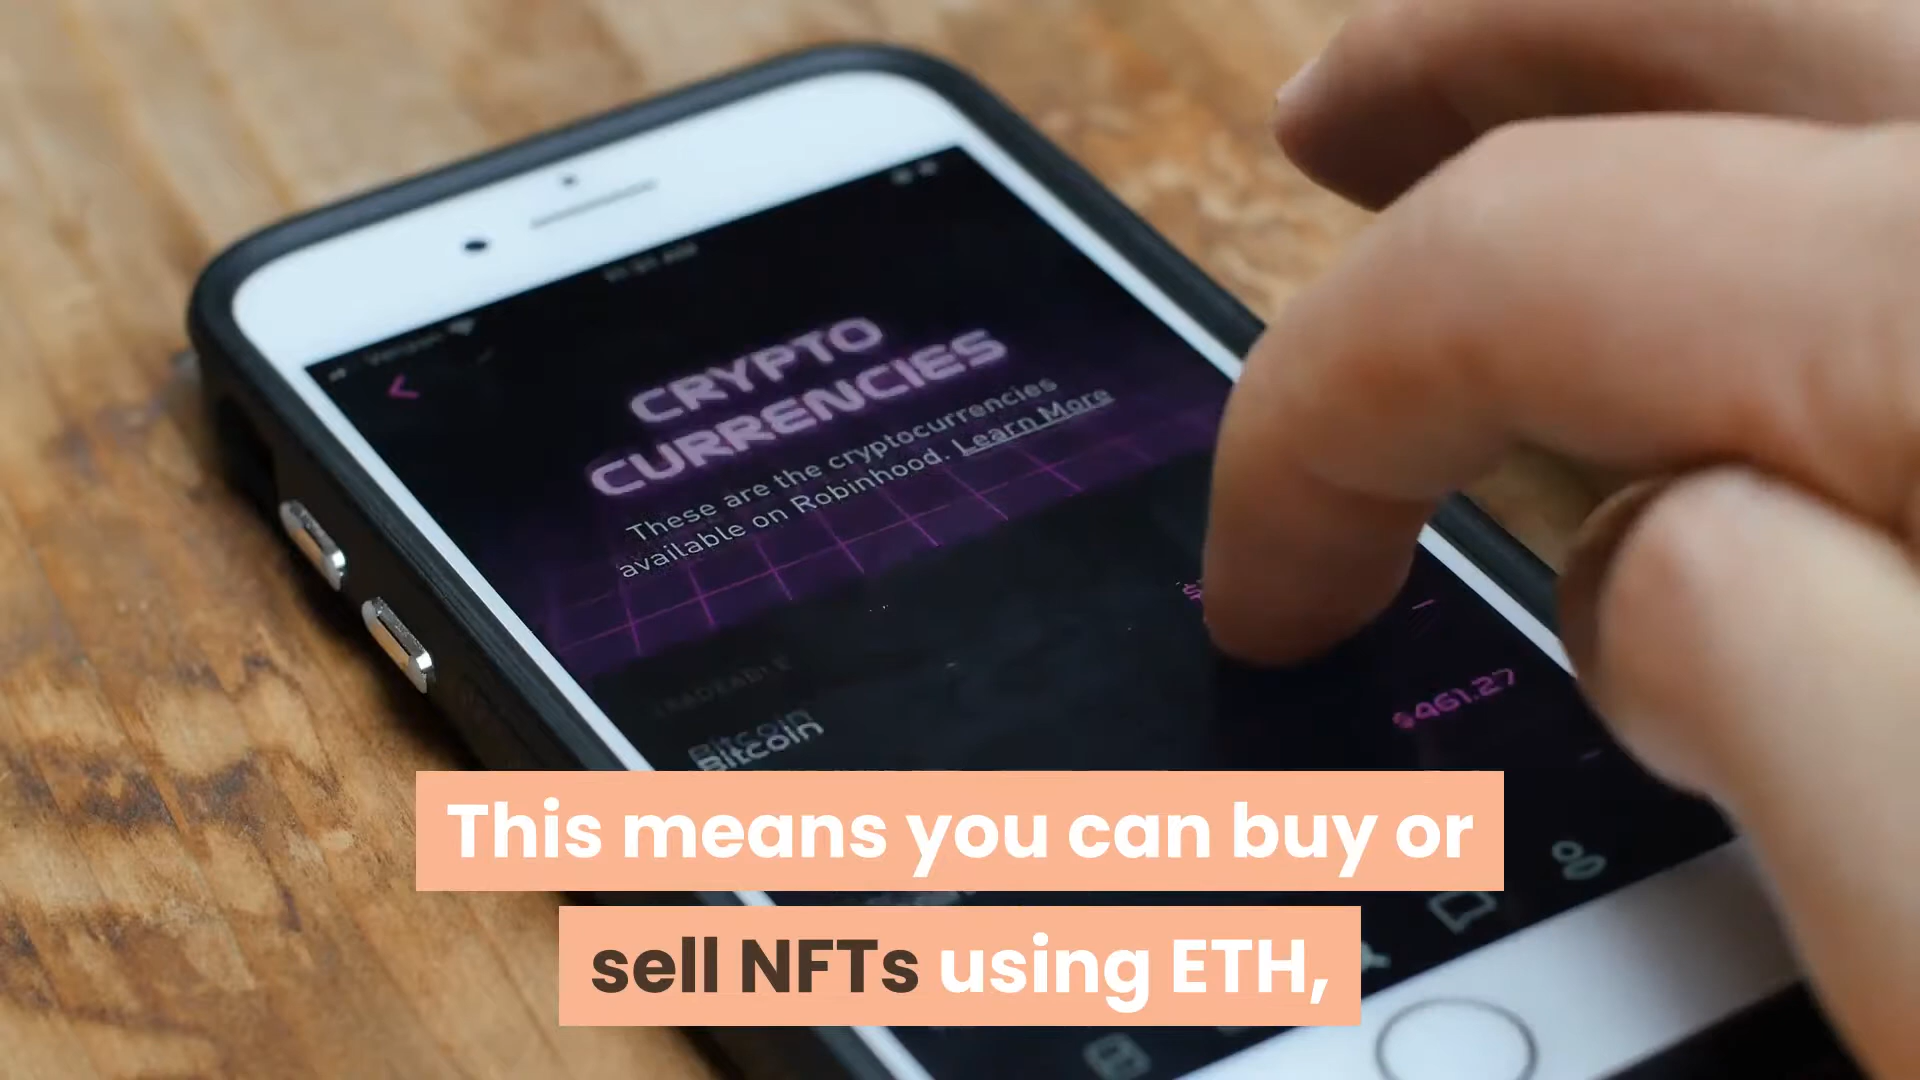 CRYPTO
CURRENCIES
These are the cryptocurrencies
available on Robinhood. Learn More
TRADEABLE
Bitcoin
$461.27
This means you can buy or
sell NFTs using ETH,